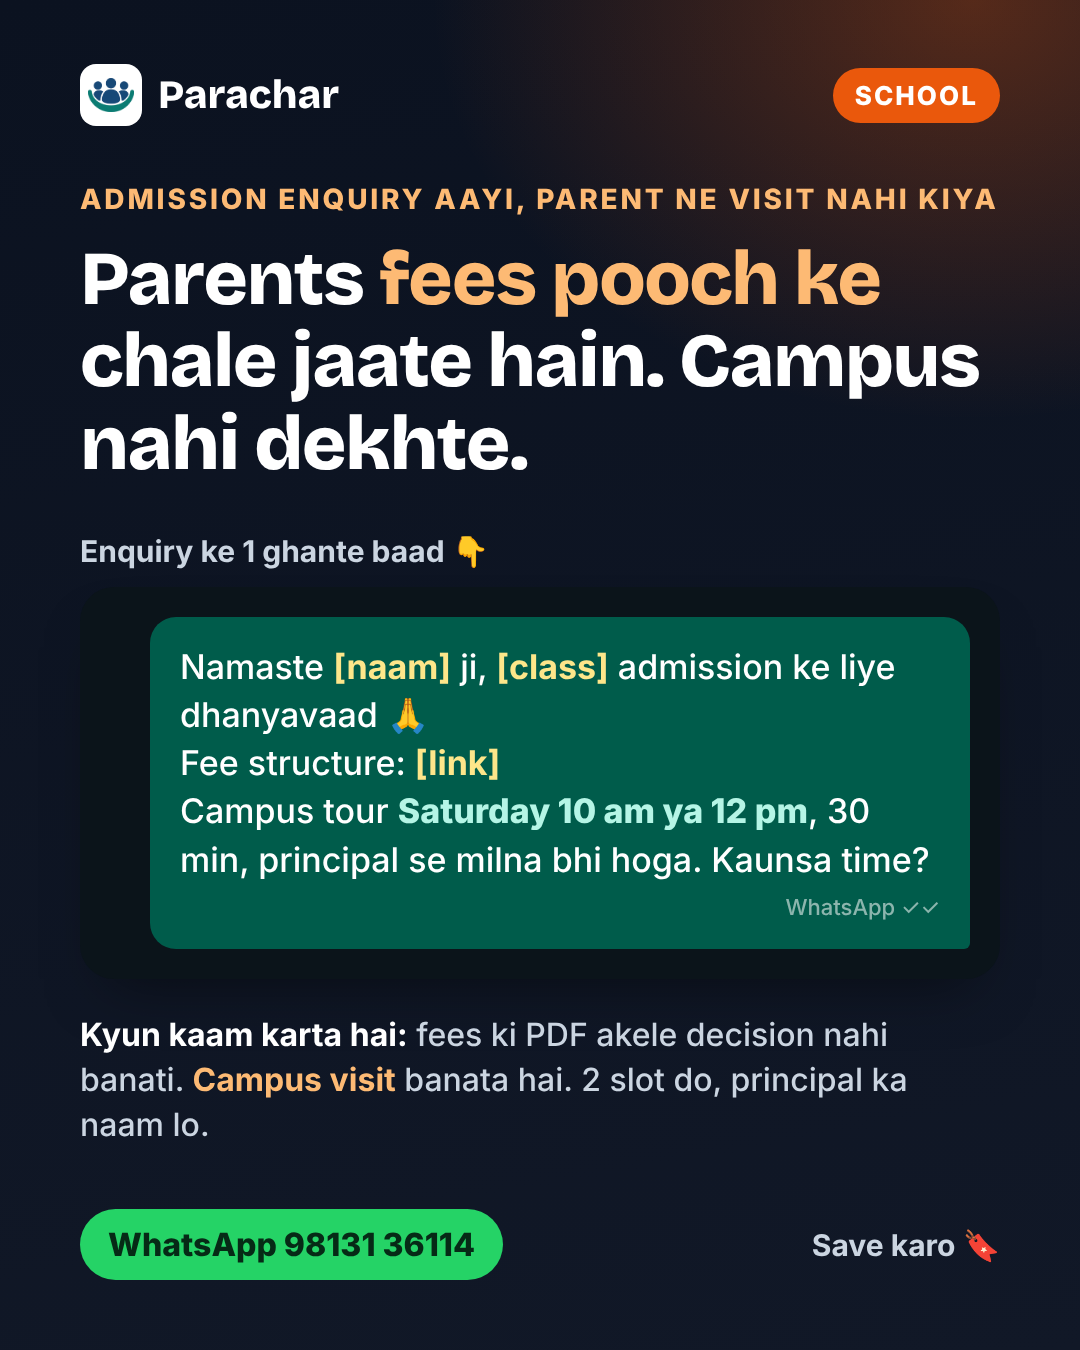 Parachar
SCHOOL
ADMISSION ENQUIRY AAYI, PARENT NE VISIT NAHI KIYA
Parents fees pooch ke
chale jaate hain. Campus
nahi dekhte.
Enquiry ke 1 ghante baad 👇
Namaste [naam] ji, [class] admission ke liye
dhanyavaad 🙏
Fee structure: [link]
Campus tour Saturday 10 am ya 12 pm, 30
min, principal se milna bhi hoga. Kaunsa time?
WhatsApp ✓✓
Kyun kaam karta hai: fees ki PDF akele decision nahi
banati. Campus visit banata hai. 2 slot do, principal ka
naam lo.
WhatsApp 98131 36114
Save karo 🔖